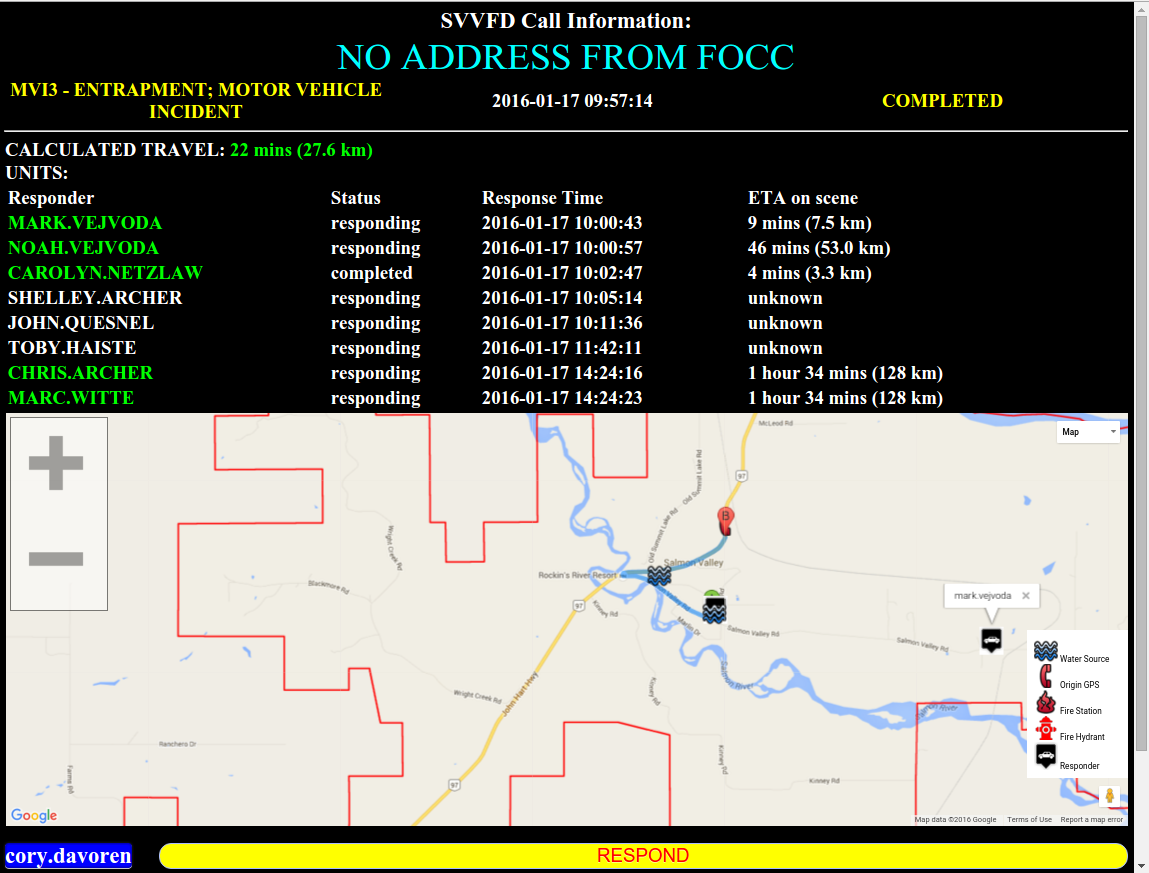 SVVFD Call Information:
NO ADDRESS FROM FOCC
MVI3 - ENTRAPMENT; MOTOR VEHICLE
INCIDENT
2016-01-17 09:57:14
COMPLETED
CALCULATED TRAVEL: 22 mins (27.6 km)
UNITS:
Responder Status Response Time ETA on scene
MARK.VEJVODA responding 2016-01-17 10:00:43 9 mins (7.5 km)
NOAH.VEJVODA responding 2016-01-17 10:00:57 46 mins (53.0 km)
CAROLYN.NETZLAW completed 2016-01-17 10:02:47 4 mins (3.3 km)
SHELLEY.ARCHER responding 2016-01-17 10:05:14 unknown
JOHN.QUESNEL responding 2016-01-17 10:11:36 unknown
TOBY.HAISTE responding 2016-01-17 11:42:11 unknown
CHRIS.ARCHER responding 2016-01-17 14:24:16 1 hour 34 mins (128 km)
MARC.WITTE responding 2016-01-17 14:24:23 1 hour 34 mins (128 km)
McLeod Rd
Map
Old Summit Lake Rd
97
Old Summit Lake Rd
B
Wright Creek Rd
Salmon Valley
Rockin's River Resort
Blackmore Rd
97
Kinney Rd
Martin Dr
Salmon Valley Rd
mark.vejvoda
Salmon Valley Rd
Water Source
Origin GPS
Fire Station
Fire Hydrant
Responder
Salmon River
Kinney Rd
Wright Creek Rd
John Hart Hwy
Salmon River
Ranchero Dr
Kinney Rd
Farms Rd
97
Kinney Rd
Google
Map data ©2016 Google Terms of Use Report a map error
cory.davoren
RESPOND